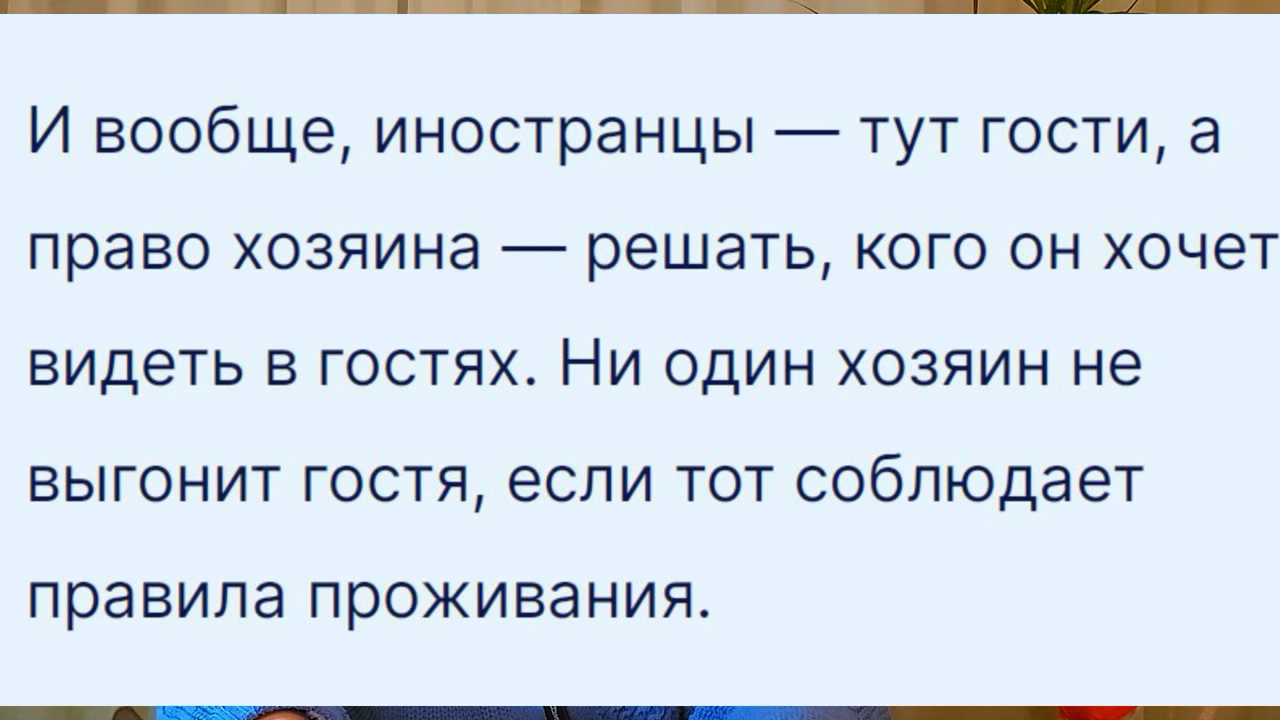 И вообще, иностранцы — тут гости, а
право хозяина — решать, кого он хочет
видеть в гостях. Ни один хозяин не
выгонит гостя, если тот соблюдает
правила проживания.